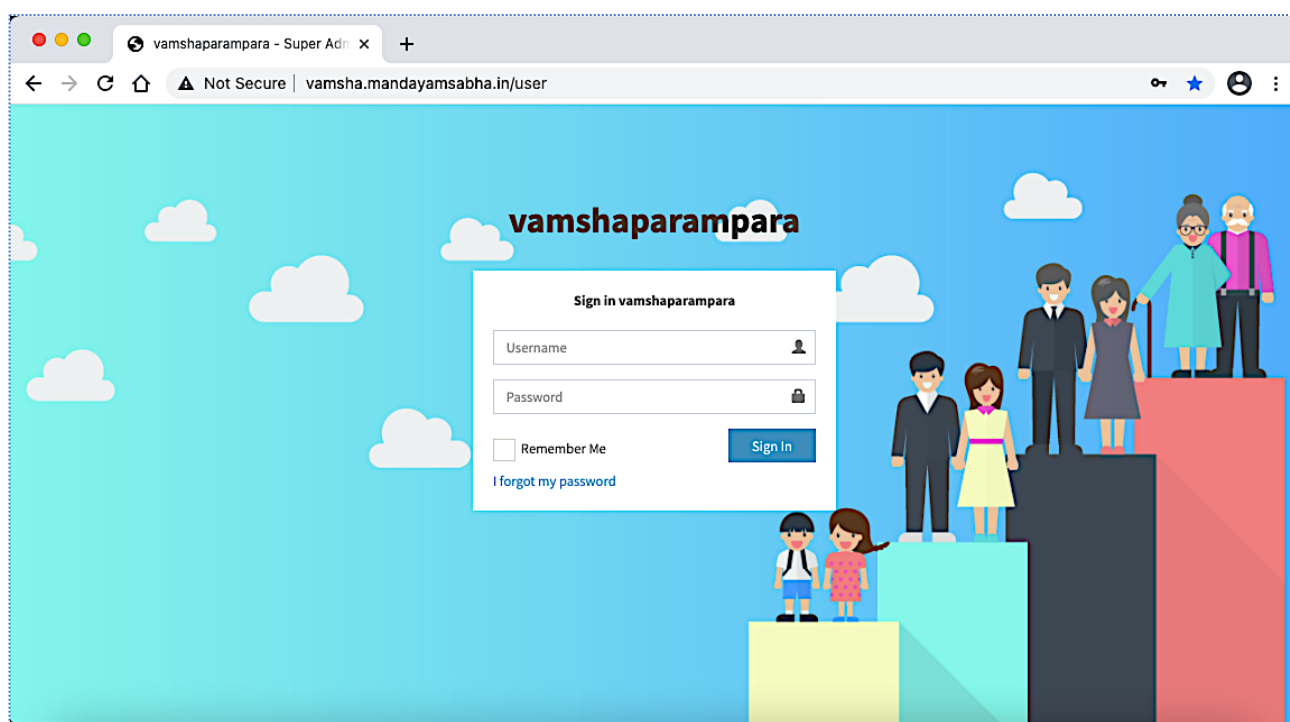 vamshaparampara - Super Adn
Not Secure | vamsha.mandayamsabha.in/user
vamshaparampara
Sign in vamshaparampara
Username
Password
Remember Me
Sign In
I forgot my password